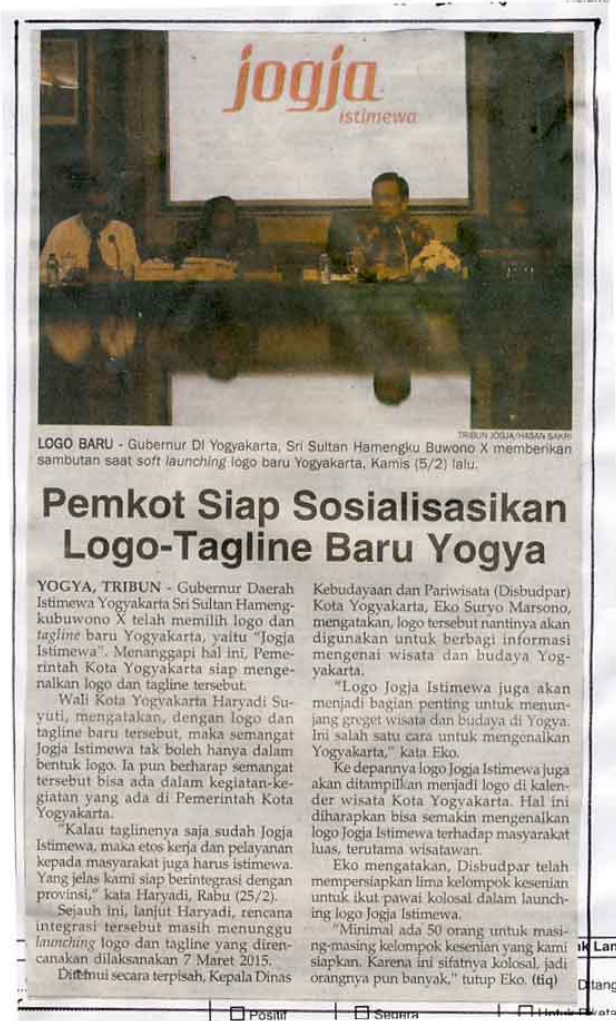 jogja
istimewa
TRIBUN JOGJA/HASAN SAKRI
LOGO BARU - Gubernur DI Yogyakarta, Sri Sultan Hamengku Buwono X memberikan
sambutan saat soft launching logo baru Yogyakarta, Kamis (5/2) lalu.
Pemkot Siap Sosialisasikan
Logo-Tagline Baru Yogya
YOGYA, TRIBUN - Gubernur Daerah
Istimewa Yogyakarta Sri Sultan Hameng-
kubuwono X telah memilih logo dan
tagline baru Yogyakarta, yaitu “Jogja
Istimewa”. Menanggapi hal ini, Peme-
rintah Kota Yogyakarta siap menge-
nalkan logo dan tagline tersebut.
Wali Kota Yogyakarta Haryadi Su-
yuti, mengatakan, dengan logo dan
tagline baru tersebut, maka semangat
Jogja Istimewa tak boleh hanya dalam
bentuk logo. Ia pun berharap semangat
tersebut bisa ada dalam kegiatan-ke-
giatan yang ada di Pemerintah Kota
Yogyakarta.
“Kalau taglinenya saja sudah Jogja
Istimewa, maka etos kerja dan pelayanan
kepada masyarakat juga harus istimewa.
Yang jelas kami siap berintegrasi dengan
provinsi,” kata Haryadi, Rabu (25/2).
Sejauh ini, lanjut Haryadi, rencana
integrasi tersebut masih menunggu
launching logo dan tagline yang diren-
canakan dilaksanakan 7 Maret 2015.
Ditemui secara terpisah, Kepala Dinas
Kebudayaan dan Pariwisata (Disbudpar)
Kota Yogyakarta, Eko Suryo Marsono,
mengatakan, logo tersebut nantinya akan
digunakan untuk berbagi informasi
mengenai wisata dan budaya Yog-
yakarta.
“Logo Jogja Istimewa juga akan
menjadi bagian penting untuk menun-
jang greget wisata dan budaya di Yogya.
Ini salah satu cara untuk mengenalkan
Yogyakarta,” kata Eko.
Ke depannya logo Jogja Istimewa juga
akan ditampilkan menjadi logo di kalen-
der wisata Kota Yogyakarta. Hal ini
diharapkan bisa semakin mengenalkan
logo Jogja Istimewa terhadap masyarakat
luas, terutama wisatawan.
Eko mengatakan, Disbudpar telah
mempersiapkan lima kelompok kesenian
untuk ikut pawai kolosal dalam launch-
ing logo Jogja Istimewa.
“Minimal ada 50 orang untuk masi-
ng-masing kelompok kesenian yang kami
siapkan. Karena ini sifatnya kolosal, jadi
orangnya pun banyak,” tutup Eko. (tiq)
Lan
Ditang
Positif
Segera